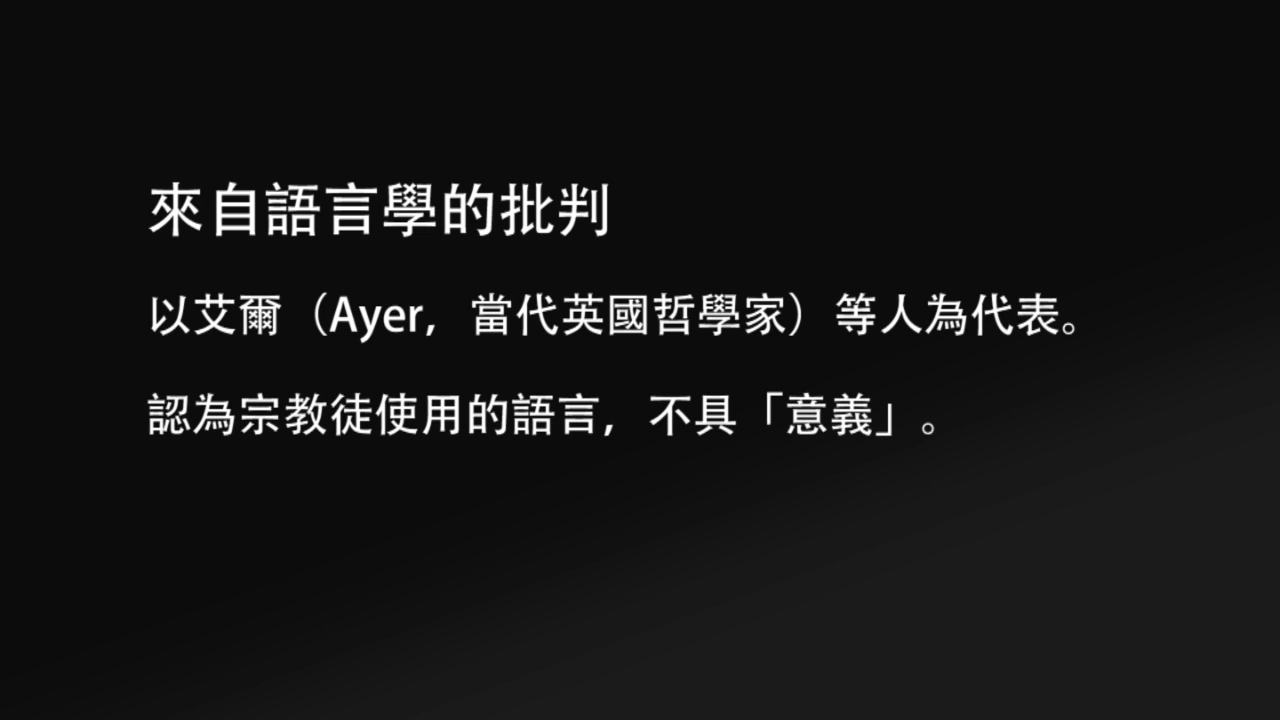 來自語言學的批判
以艾爾（Ayer，當代英國哲學家）等人為代表。
認為宗教徒使用的語言，不具「意義」。